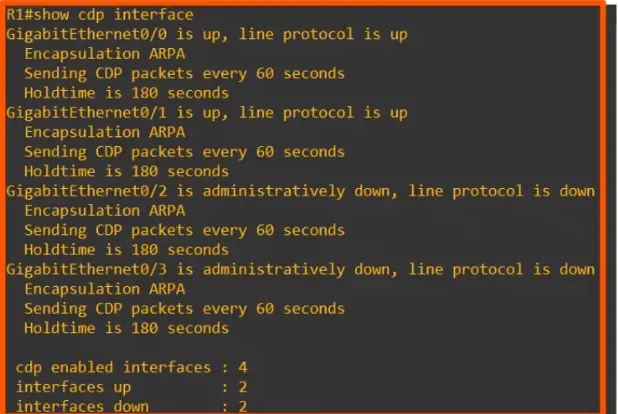 R1#show cdp interface
GigabitEthernet0/0 is up, line protocol is up
  Encapsulation ARPA
  Sending CDP packets every 60 seconds
  Holdtime is 180 seconds
GigabitEthernet0/1 is up, line protocol is up
  Encapsulation ARPA
  Sending CDP packets every 60 seconds
  Holdtime is 180 seconds
GigabitEthernet0/2 is administratively down, line protocol is down
  Encapsulation ARPA
  Sending CDP packets every 60 seconds
  Holdtime is 180 seconds
GigabitEthernet0/3 is administratively down, line protocol is down
  Encapsulation ARPA
  Sending CDP packets every 60 seconds
  Holdtime is 180 seconds
 cdp enabled interfaces : 4
 interfaces up          : 2
 interfaces down        : 2